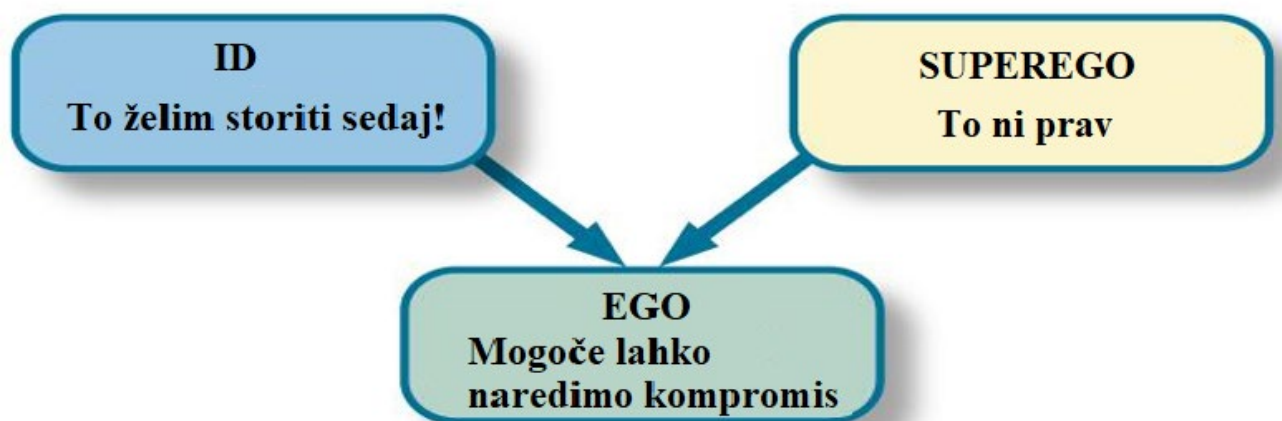 ID
To želim storiti sedaj!
SUPEREGO
To ni prav
EGO
Mogoče lahko
naredimo kompromis